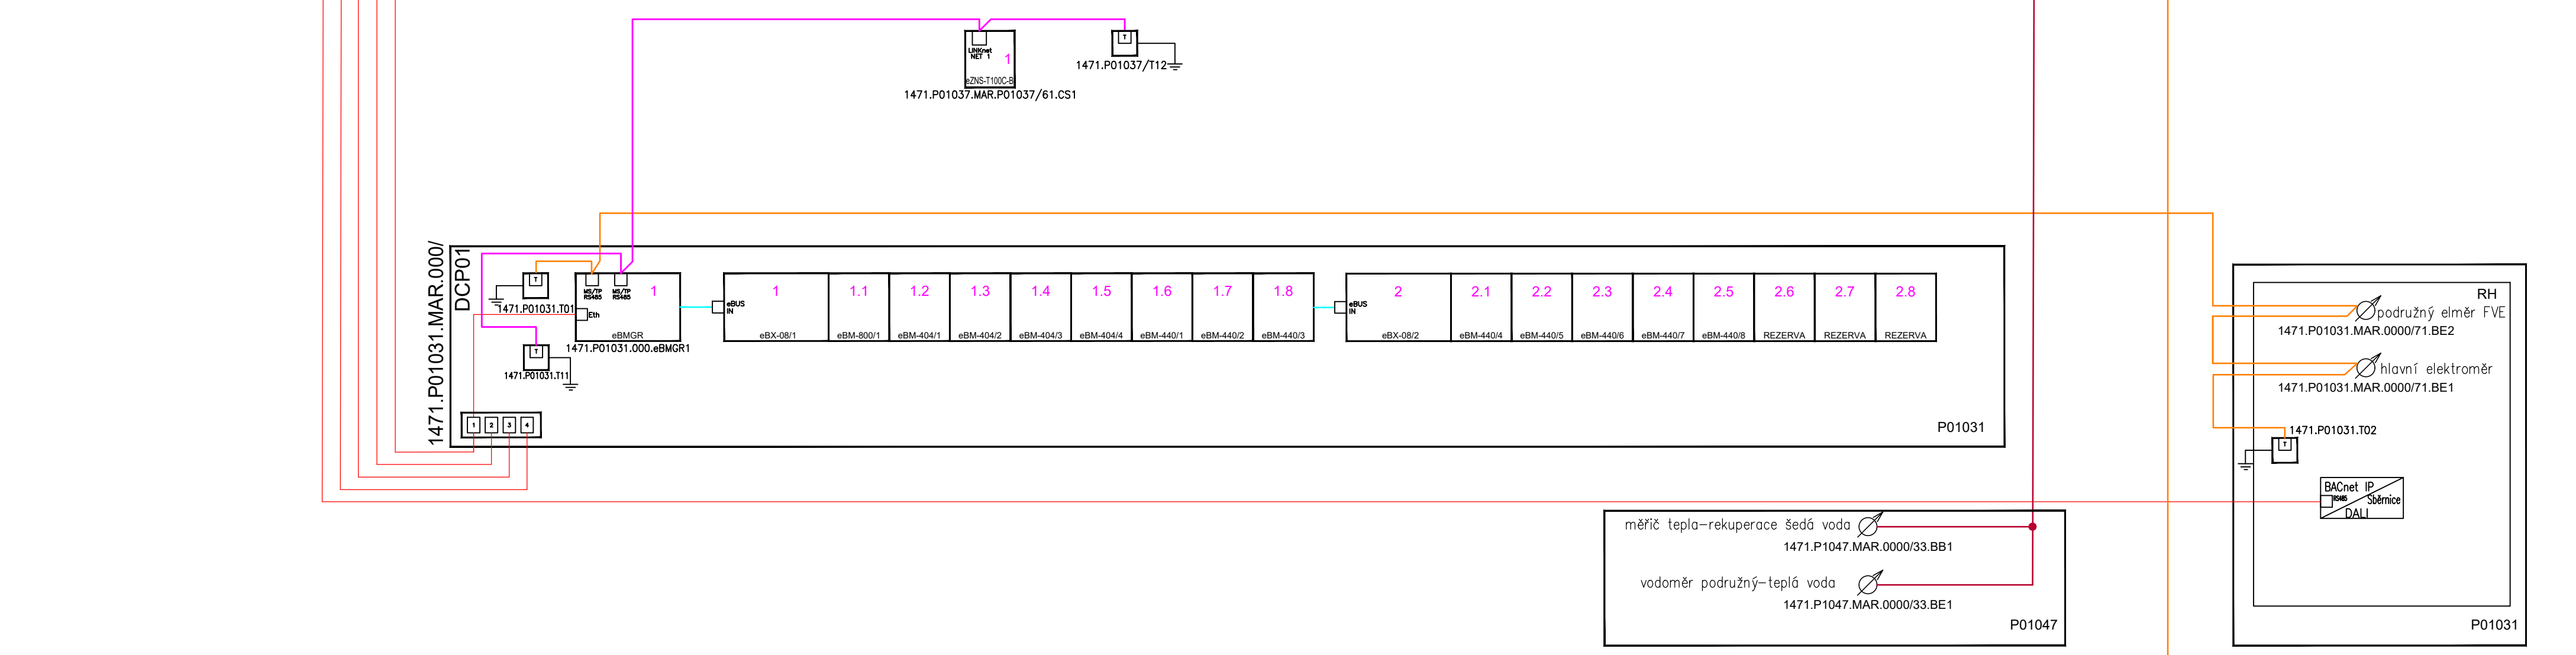 LINKnet
NET 1
1
eZNS-T100C-B
1471.P01037.MAR.P01037/61.CS1
T
1471.P01037/T12
1471.P01031.MAR.000/
DCP01
T
1471.P01031.T01
MS/TP
RS485
MS/TP
RS485
1
Eth
eBMGR
1471.P01031.000.eBMGR1
T
1471.P01031.T11
1 2 3 4
eBUS
IN
1 1.1 1.2 1.3 1.4 1.5 1.6 1.7 1.8
eBX-08/1 eBM-800/1 eBM-404/1 eBM-404/2 eBM-404/3 eBM-404/4 eBM-440/1 eBM-440/2 eBM-440/3
eBUS
IN
2 2.1 2.2 2.3 2.4 2.5 2.6 2.7 2.8
eBX-08/2 eBM-440/4 eBM-440/5 eBM-440/6 eBM-440/7 eBM-440/8 REZERVA REZERVA REZERVA
P01031
měřič tepla-rekuperace šedá voda
1471.P1047.MAR.0000/33.BB1
vodoměr podružný-teplá voda
1471.P1047.MAR.0000/33.BE1
P01047
RH
podružný elměr FVE
1471.P01031.MAR.0000/71.BE2
hlavní elektroměr
1471.P01031.MAR.0000/71.BE1
1471.P01031.T02
T
BACnet IP
RS485
Sběrnice
DALI
P01031